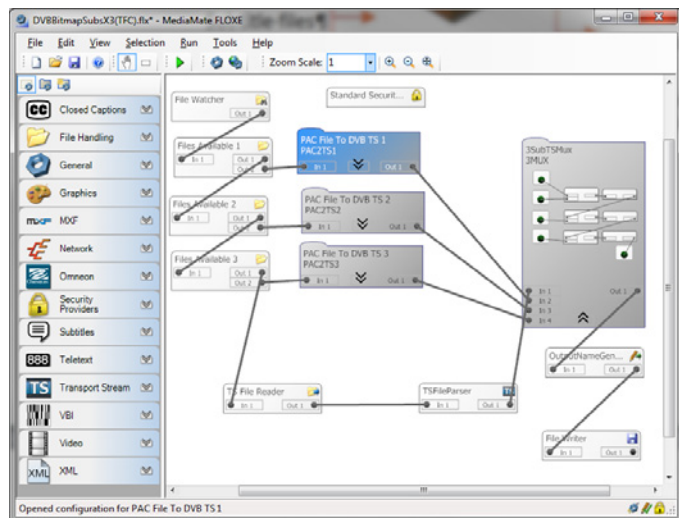 DVBBitmapSubsX3(TFC).flx* - MediaMate FLOXE
File Edit View Selection Run Tools Help
Zoom Scale: 1
CC Closed Captions
File Handling
General
Graphics
MXF MXF
Network
Omneon Omneon
Security Providers
Subtitles
888 Teletext
TS Transport Stream
VBI
Video
XML XML
File Watcher
Out 1
Standard Securit...
Files Available 1
In 1 Out 1
Out 2
PAC File To DVB TS 1
PAC2TS1
In 1 Out 1
Files Available 2
In 1 Out 1
Out 2
PAC File To DVB TS 2
PAC2TS2
In 1 Out 1
Files Available 3
In 1 Out 1
Out 2
PAC File To DVB TS 3
PAC2TS3
In 1 Out 1
3SubTSMux
3MUX
In 1 Out 1
In 2
In 3
In 4
OutputNameGen...
In 1 Out 1
TS File Reader
In 1 Out 1
TSFileParser TS
In 1 Out 1
File Writer
In 1 Out 1
Opened configuration for PAC File To DVB TS 1